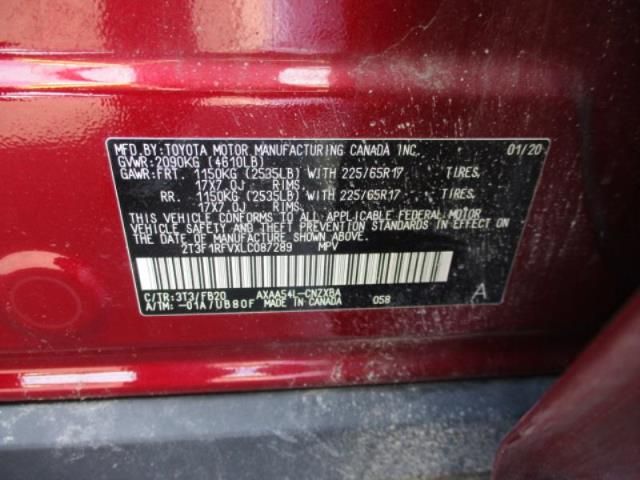 MFD.BY:TOYOTA MOTOR MANUFACTURING CANADA INC. 01/20
GVWR:2090KG (4610LB)
GAWR:FRT. 1150KG (2535LB) WITH 225/65R17 TIRES,
17X7.0J RIMS,
RR. 1150KG (2535LB) WITH 225/65R17 TIRES,
17X7.0J RIMS,
THIS VEHICLE CONFORMS TO ALL APPLICABLE FEDERAL MOTOR
VEHICLE SAFETY AND THEFT PREVENTION STANDARDS IN EFFECT ON
THE DATE OF MANUFACTURE SHOWN ABOVE.
2T3F1RFVXLC087289 MPV
C/TR:3T3/FB20 AXAA54L-CNZXBA 058 A
A/TM:-01A/UB80F MADE IN CANADA